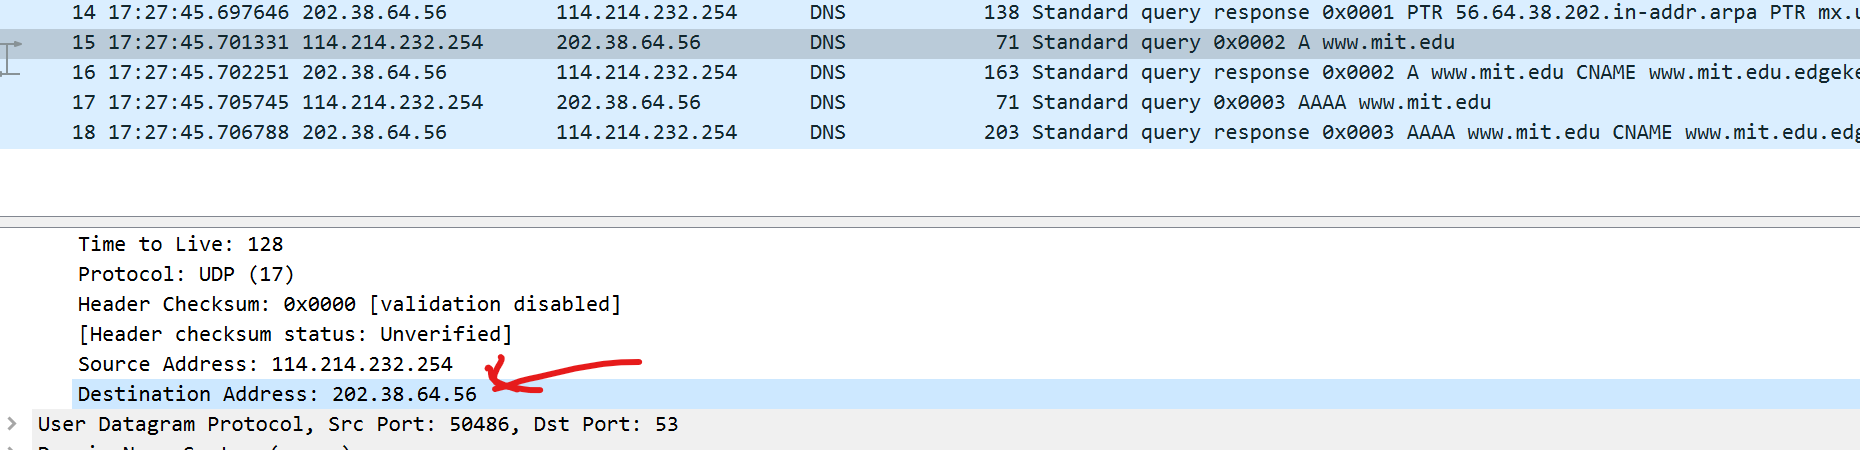 14 17:27:45.697646 202.38.64.56 114.214.232.254 DNS 138 Standard query response 0x0001 PTR 56.64.38.202.in-addr.arpa PTR mx.u
15 17:27:45.701331 114.214.232.254 202.38.64.56 DNS 71 Standard query 0x0002 A www.mit.edu
16 17:27:45.702251 202.38.64.56 114.214.232.254 DNS 163 Standard query response 0x0002 A www.mit.edu CNAME www.mit.edu.edgeke
17 17:27:45.705745 114.214.232.254 202.38.64.56 DNS 71 Standard query 0x0003 AAAA www.mit.edu
18 17:27:45.706788 202.38.64.56 114.214.232.254 DNS 203 Standard query response 0x0003 AAAA www.mit.edu CNAME www.mit.edu.edg
Time to Live: 128
Protocol: UDP (17)
Header Checksum: 0x0000 [validation disabled]
[Header checksum status: Unverified]
Source Address: 114.214.232.254
Destination Address: 202.38.64.56
User Datagram Protocol, Src Port: 50486, Dst Port: 53